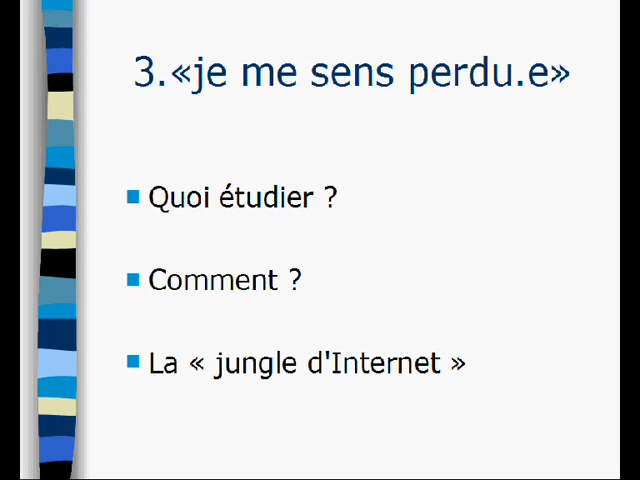 3.«je me sens perdu.e»
Quoi étudier ?
Comment ?
La « jungle d'Internet »